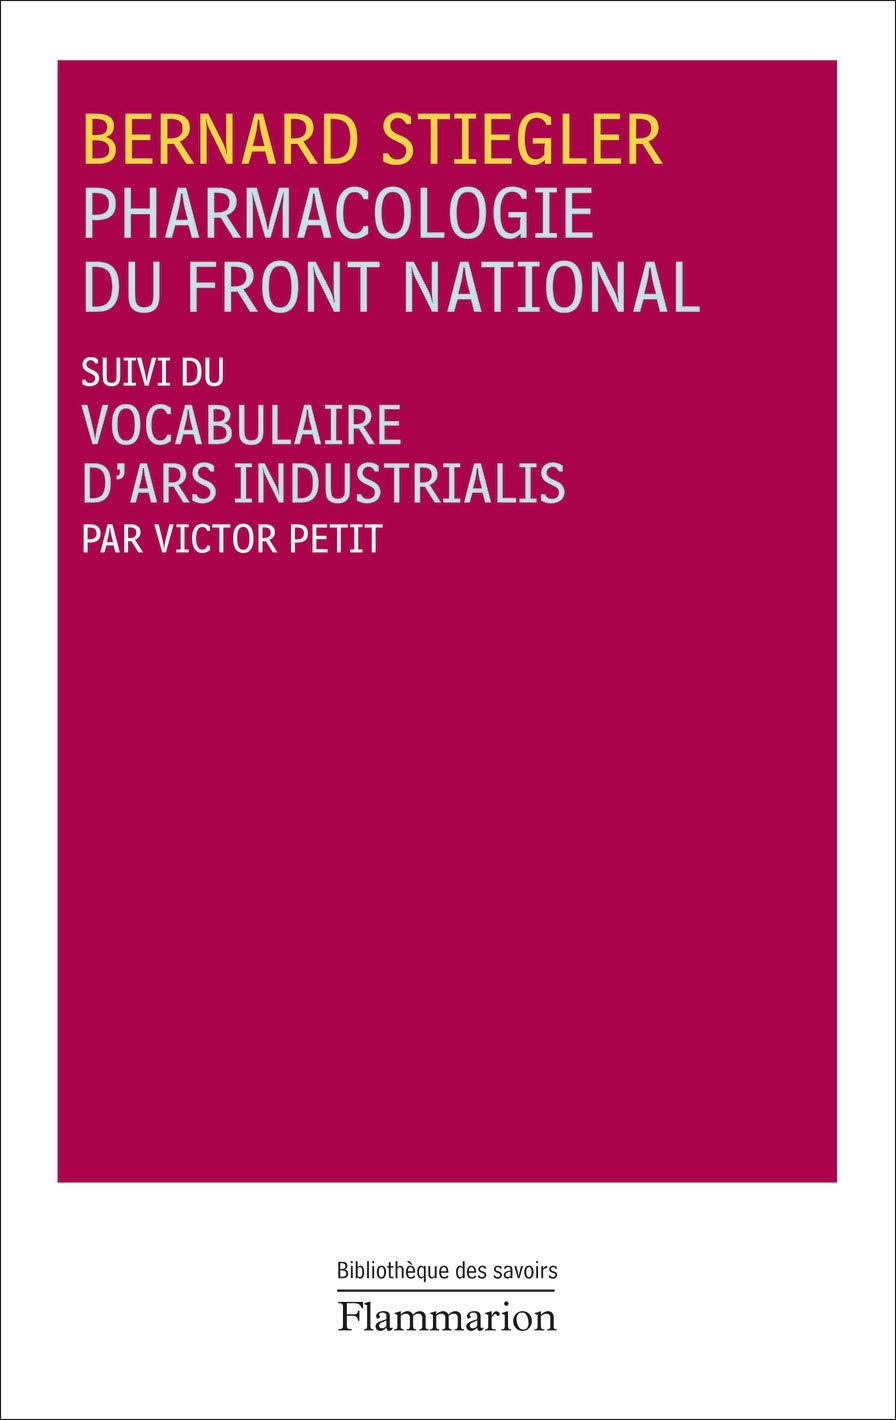 BERNARD STIEGLER
PHARMACOLOGIE
DU FRONT NATIONAL
SUIVI DU
VOCABULAIRE
D’ARS INDUSTRIALIS
PAR VICTOR PETIT
Bibliothèque des savoirs
Flammarion